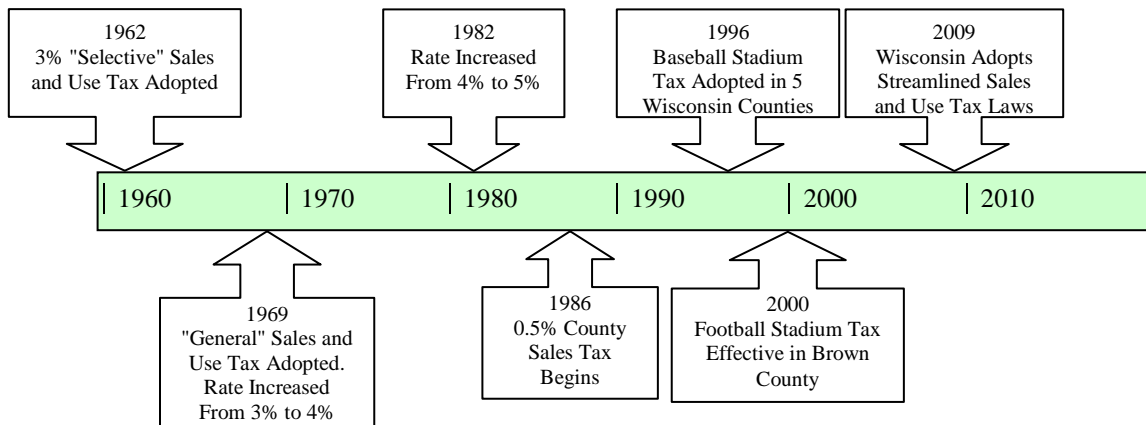 1962
3% "Selective" Sales
and Use Tax Adopted
1982
Rate Increased
From 4% to 5%
1996
Baseball Stadium
Tax Adopted in 5
Wisconsin Counties
2009
Wisconsin Adopts
Streamlined Sales
and Use Tax Laws
1960
1970
1980
1990
2000
2010
1969
"General" Sales and
Use Tax Adopted.
Rate Increased
From 3% to 4%
1986
0.5% County
Sales Tax
Begins
2000
Football Stadium Tax
Effective in Brown
County